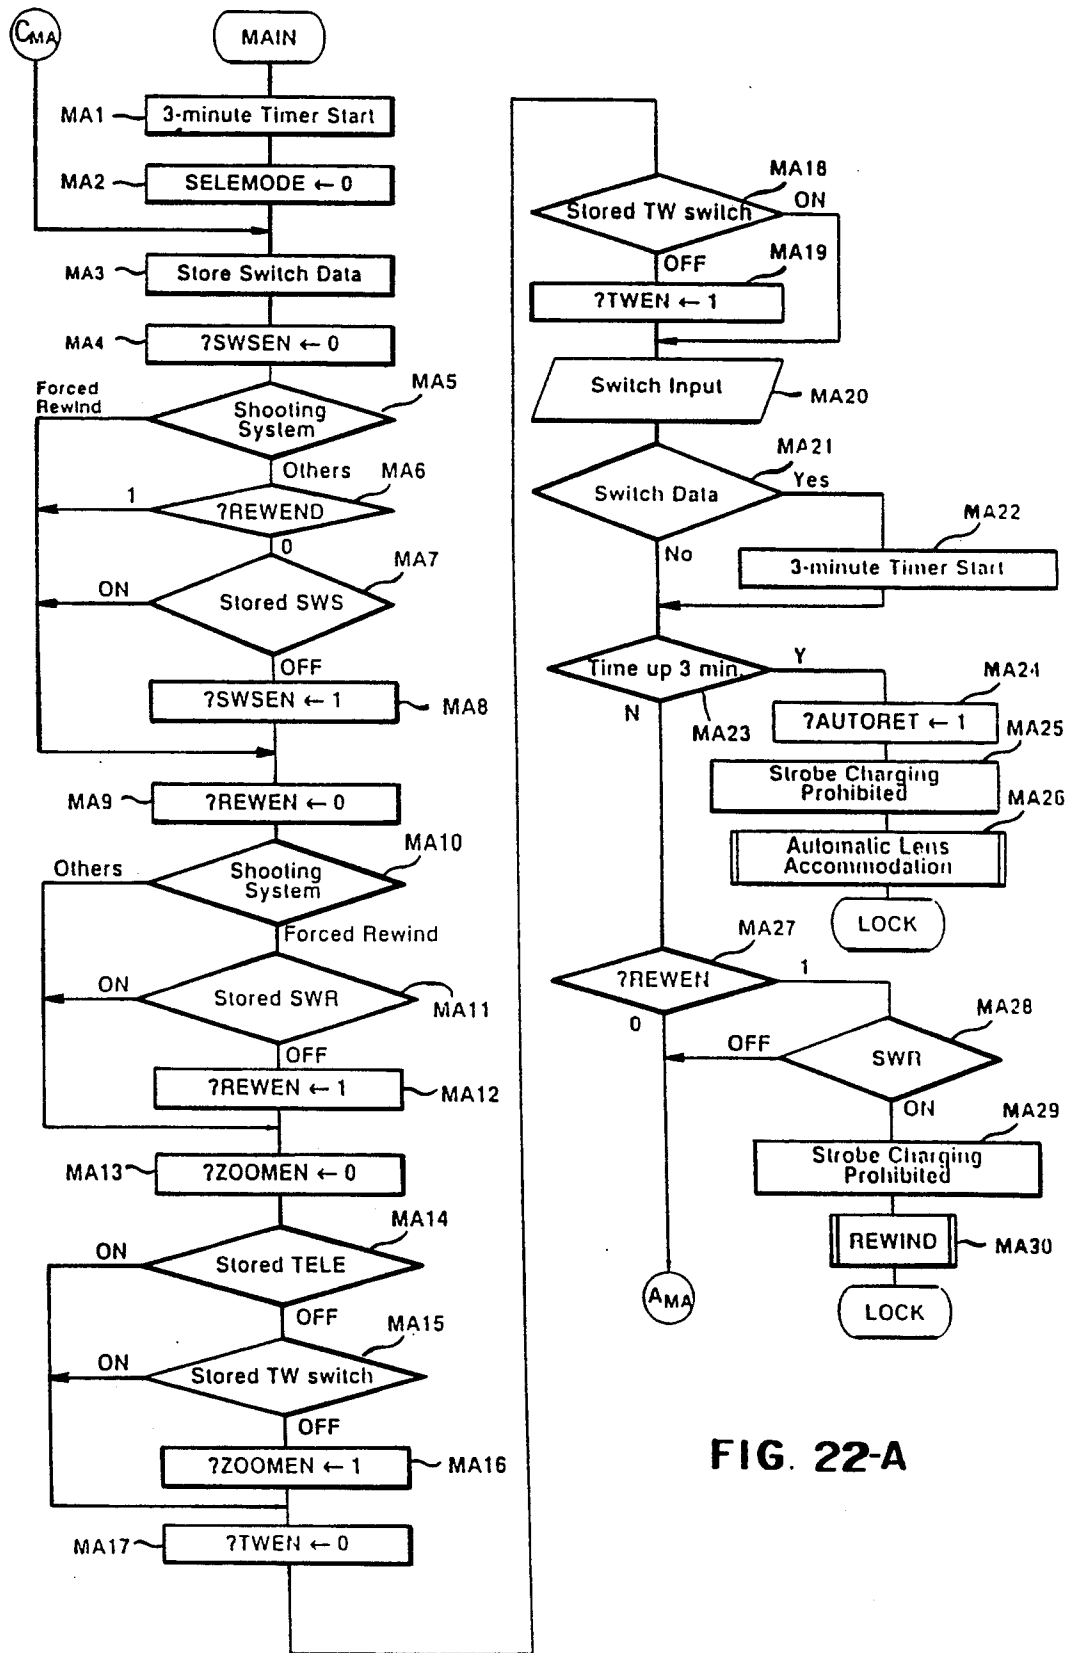 CMA
MAIN
MA1
3-minute Timer Start
MA2
SELEMODE ← 0
MA3
Store Switch Data
MA4
?SWSEN ← 0
MA5
Forced
Rewind
Shooting
System
Others
MA6
1
?REWEND
0
MA7
ON
Stored SWS
OFF
?SWSEN ← 1
MA8
MA9
?REWEN ← 0
MA10
Others
Shooting
System
Forced Rewind
ON
Stored SWR
MA11
OFF
?REWEN ← 1
MA12
MA13
?ZOOMEN ← 0
MA14
ON
Stored TELE
OFF
MA15
ON
Stored TW switch
OFF
?ZOOMEN ← 1
MA16
MA17
?TWEN ← 0
MA18
ON
Stored TW switch
OFF
MA19
?TWEN ← 1
Switch Input
MA20
MA21
Yes
Switch Data
No
MA22
3-minute Timer Start
Time up 3 min.
Y
N
MA23
MA24
?AUTORET ← 1
MA25
Strobe Charging
Prohibited
MA26
Automatic Lens
Accommodation
LOCK
MA27
?REWEN
1
0
MA28
OFF
SWR
ON
MA29
Strobe Charging
Prohibited
REWIND
MA30
AMA
LOCK
FIG. 22-A